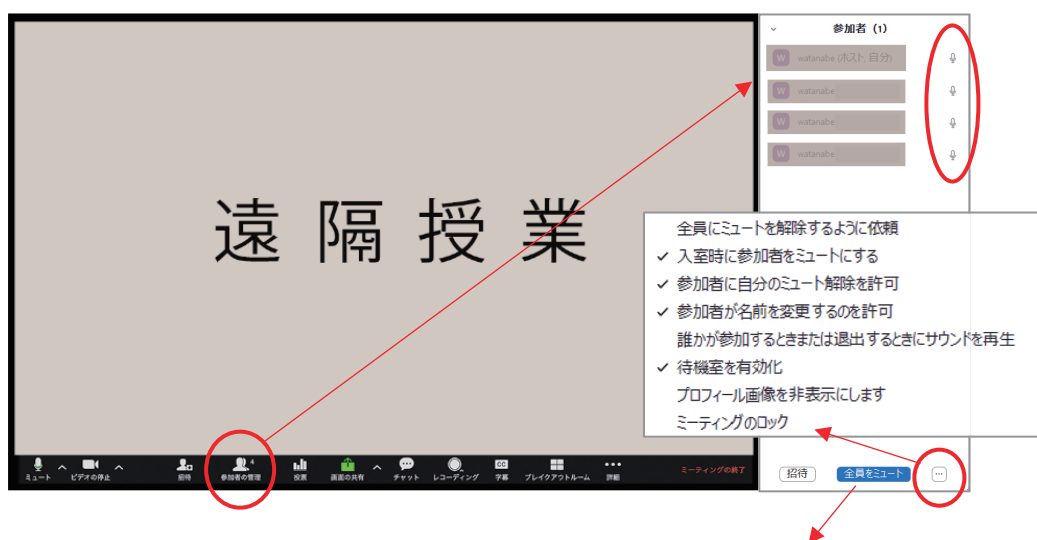 参加者 (1)
W watanabe (ホスト, 自分)
W watanabe
W watanabe
W watanabe
遠隔授業
全員にミュートを解除するように依頼
✓ 入室時に参加者をミュートにする
✓ 参加者に自分のミュート解除を許可
✓ 参加者が名前を変更するのを許可
誰かが参加するときまたは退出するときにサウンドを再生
✓ 待機室を有効化
プロフィール画像を非表示にします
ミーティングのロック
ミュート ビデオの停止 招待 4 参加者の管理 投票 画面の共有 チャット レコーディング CC 字幕 ブレイクアウトルーム 詳細 ミーティングの終了
招待 全員をミュート ...